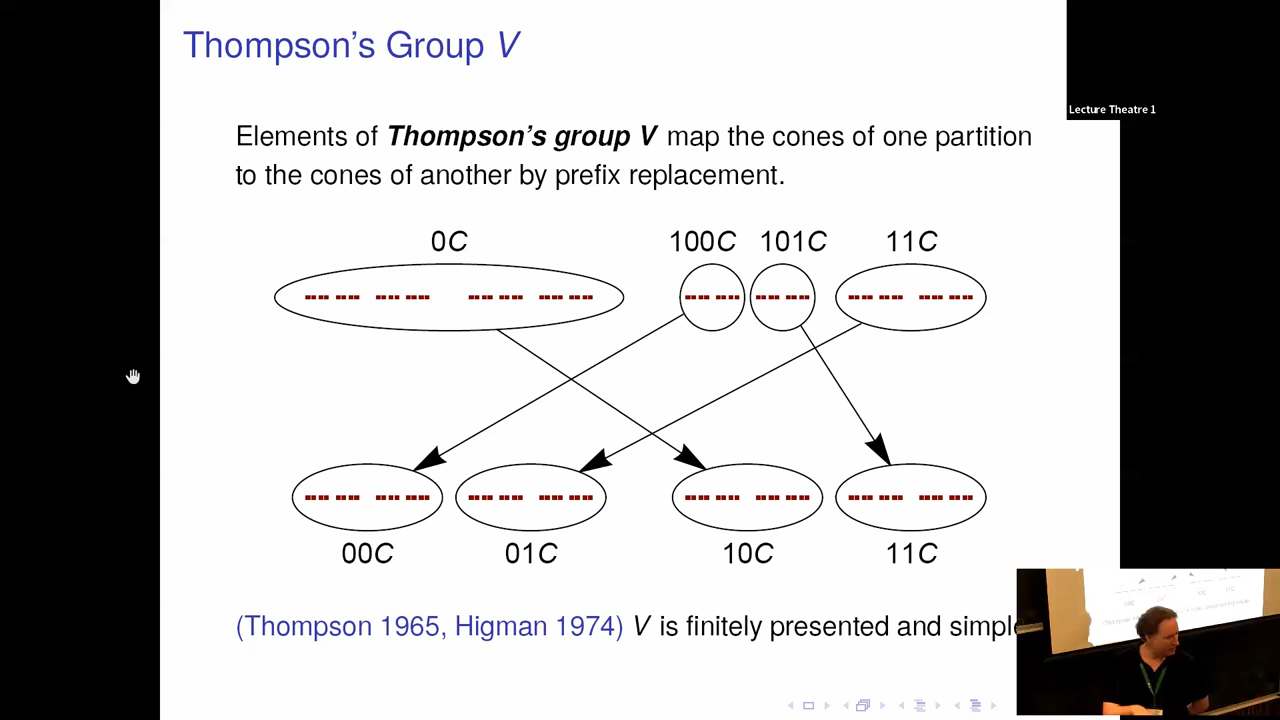 Thompson's Group V
Lecture Theatre 1
Elements of Thompson's group V map the cones of one partition
to the cones of another by prefix replacement.
0C 100C 101C 11C
00C 01C 10C 11C
(Thompson 1965, Higman 1974) V is finitely presented and simple